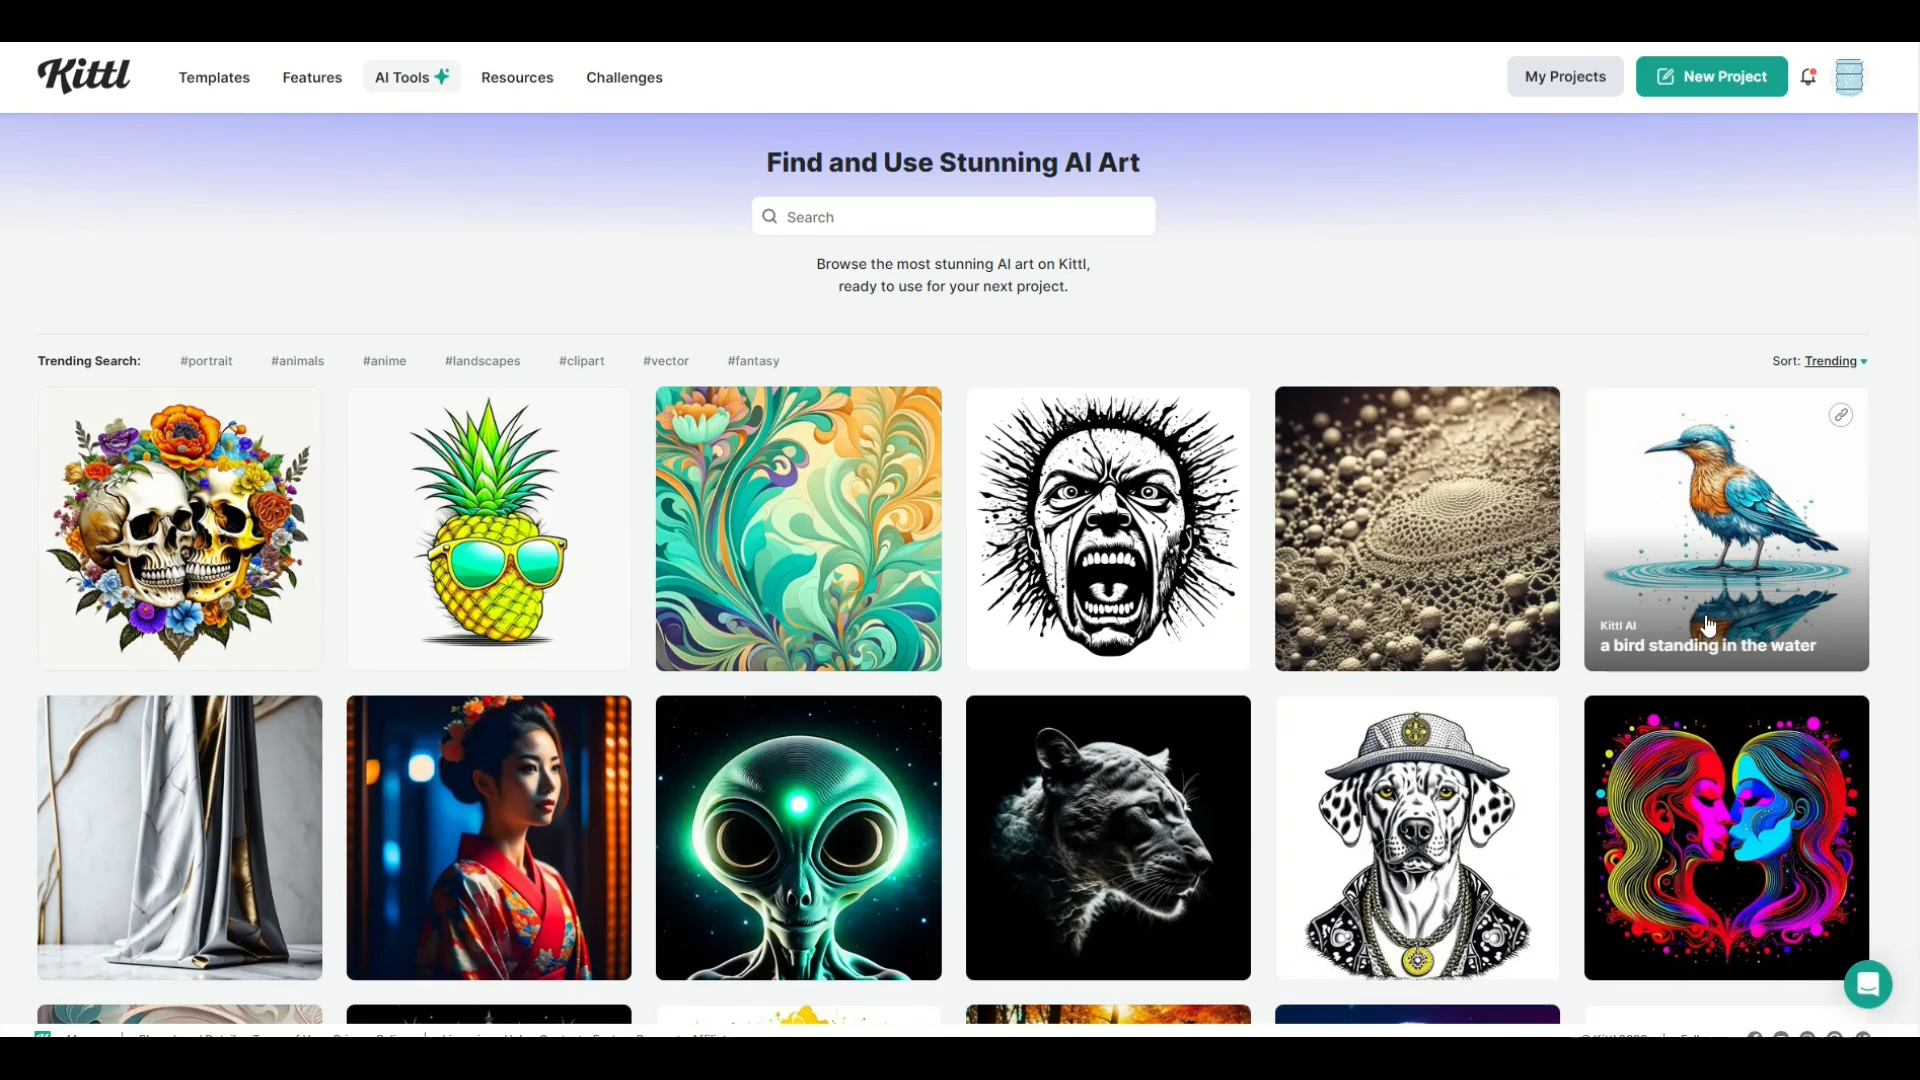 Kittl
Templates
Features
AI Tools
Resources
Challenges
My Projects
New Project
Find and Use Stunning AI Art
Search
Browse the most stunning AI art on Kittl,
ready to use for your next project.
Trending Search:
#portrait
#animals
#anime
#landscapes
#clipart
#vector
#fantasy
Sort: Trending
Kittl AI
a bird standing in the water